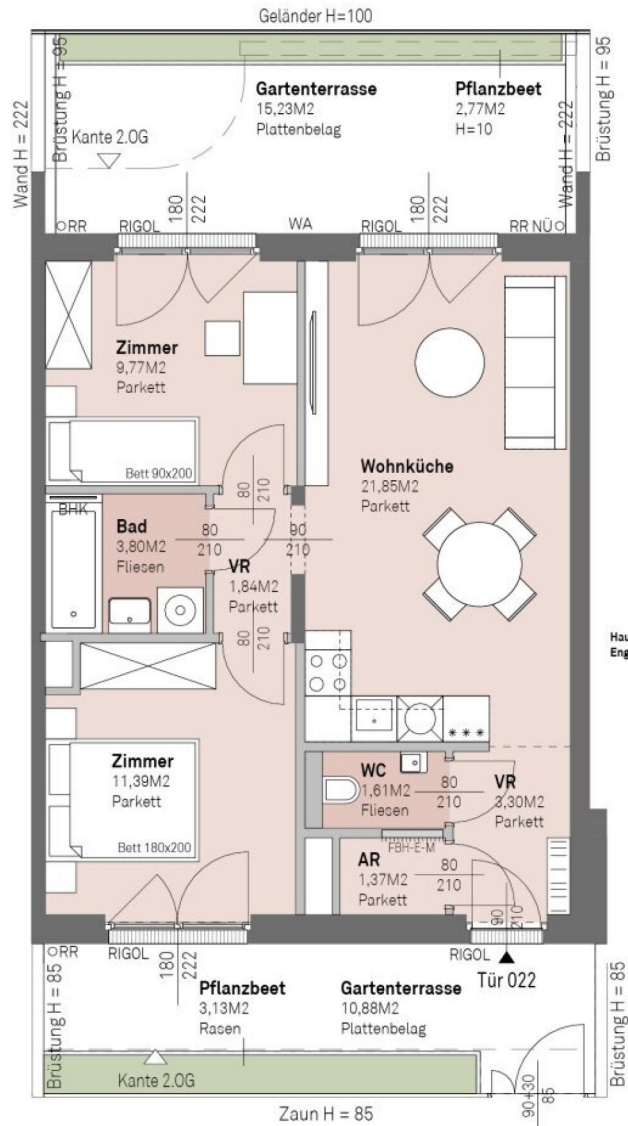 Geländer H=100
Brüstung H = 95
Brüstung H = 95
Wand H = 222
Wand H = 222
Gartenterrasse
15,23M2
Plattenbelag
Pflanzbeet
2,77M2
H=10
Kante 2.OG
180
222
180
222
RR
RIGOL
WA
RIGOL
RR NÜ
Zimmer
9,77M2
Parkett
Bett 90x200
Wohnküche
21,85M2
Parkett
80
210
BHK
Bad
3,80M2
Fliesen
80
210
90
210
VR
1,84M2
Parkett
80
210
Hau
Eng
Zimmer
11,39M2
Parkett
Bett 180x200
WC
1,61M2
Fliesen
80
210
VR
3,30M2
Parkett
FBH-E-M
AR
1,37M2
Parkett
80
210
90
210
RR
RIGOL
180
222
RIGOL
Tür 022
Brüstung H = 85
Brüstung H = 85
Pflanzbeet
3,13M2
Rasen
Gartenterrasse
10,88M2
Plattenbelag
Kante 2.OG
90+30
85
Zaun H = 85